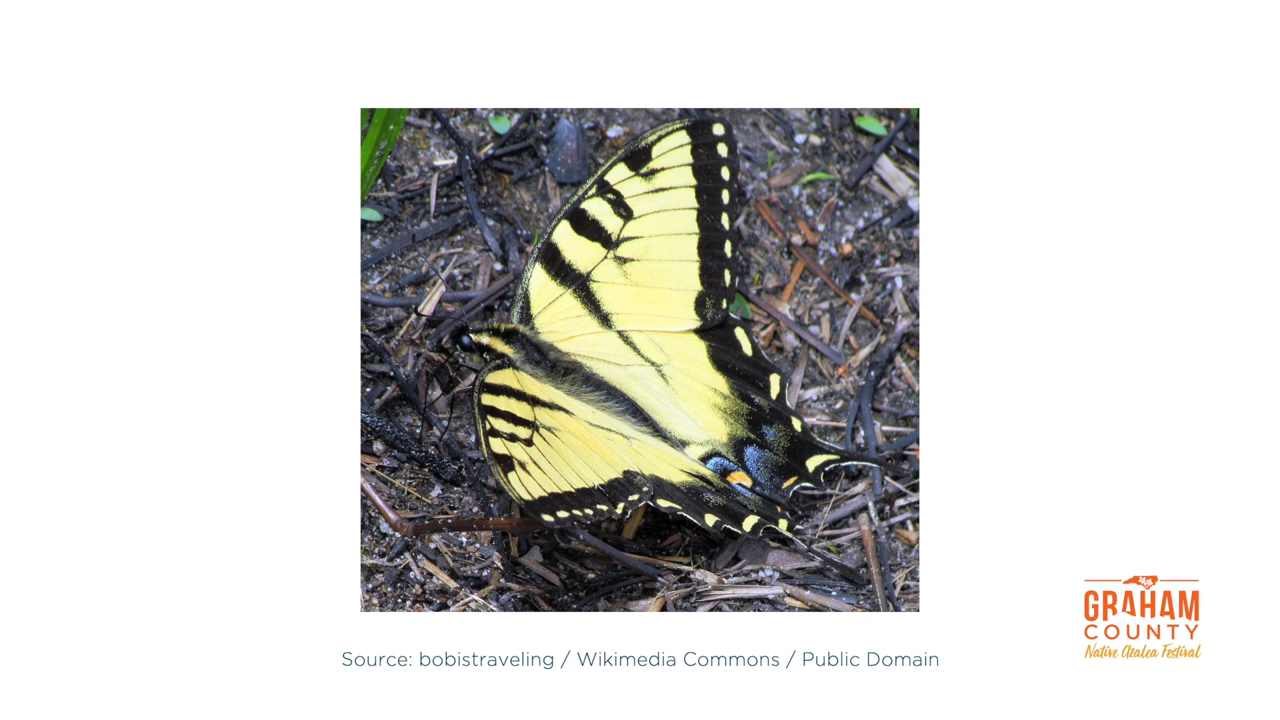 Source: bobistraveling / Wikimedia Commons / Public Domain
GRAHAM
COUNTY
Native Azalea Festival